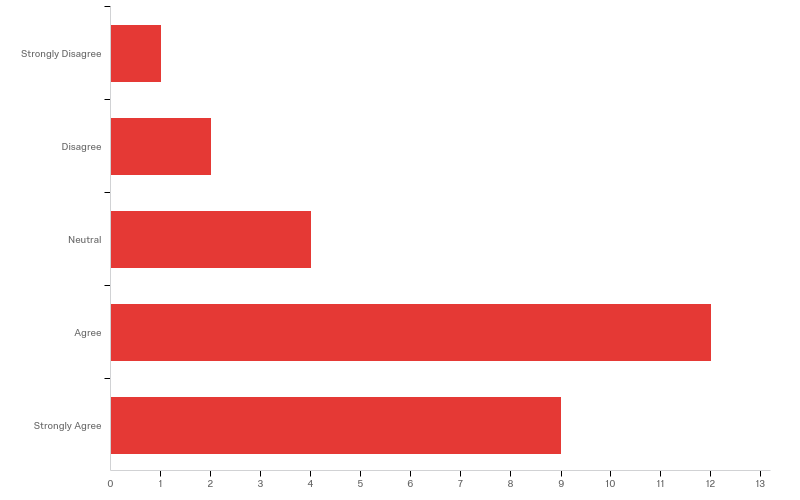 Strongly Disagree
Disagree
Neutral
Agree
Strongly Agree
0 1 2 3 4 5 6 7 8 9 10 11 12 13